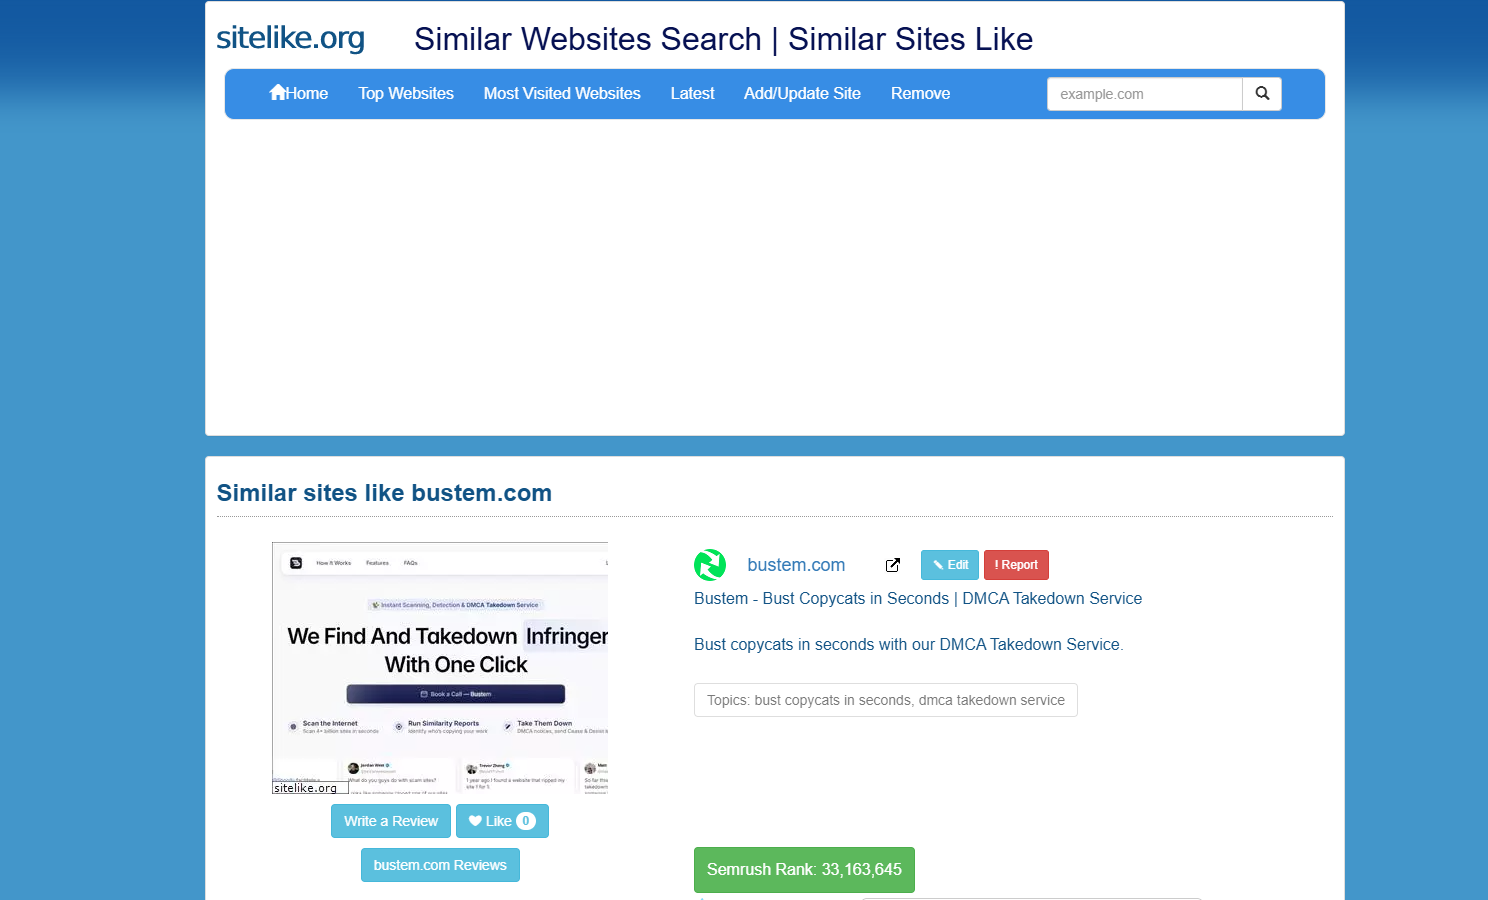 sitelike.org
Similar Websites Search | Similar Sites Like
Home Top Websites Most Visited Websites Latest Add/Update Site Remove example.com
Similar sites like bustem.com
How It Works Features FAQs
Instant Scanning, Detection & DMCA Takedown Service
We Find And Takedown Infringer
With One Click
Book a Call — Bustem
Scan the Internet
Scan 4+ billion sites in seconds
Run Similarity Reports
Identify who's copying your work
Take Them Down
DMCA notices, send Cease & Desist
Jordan West
What do you guys do with scam sites?
Trevor Zheng
1 year ago I found a website that ripped my
site 1 for 1.
Matt
So far this
sitelike.org
Write a Review
Like 0
bustem.com Reviews
bustem.com
Edit
! Report
Bustem - Bust Copycats in Seconds | DMCA Takedown Service
Bust copycats in seconds with our DMCA Takedown Service.
Topics: bust copycats in seconds, dmca takedown service
Semrush Rank: 33,163,645